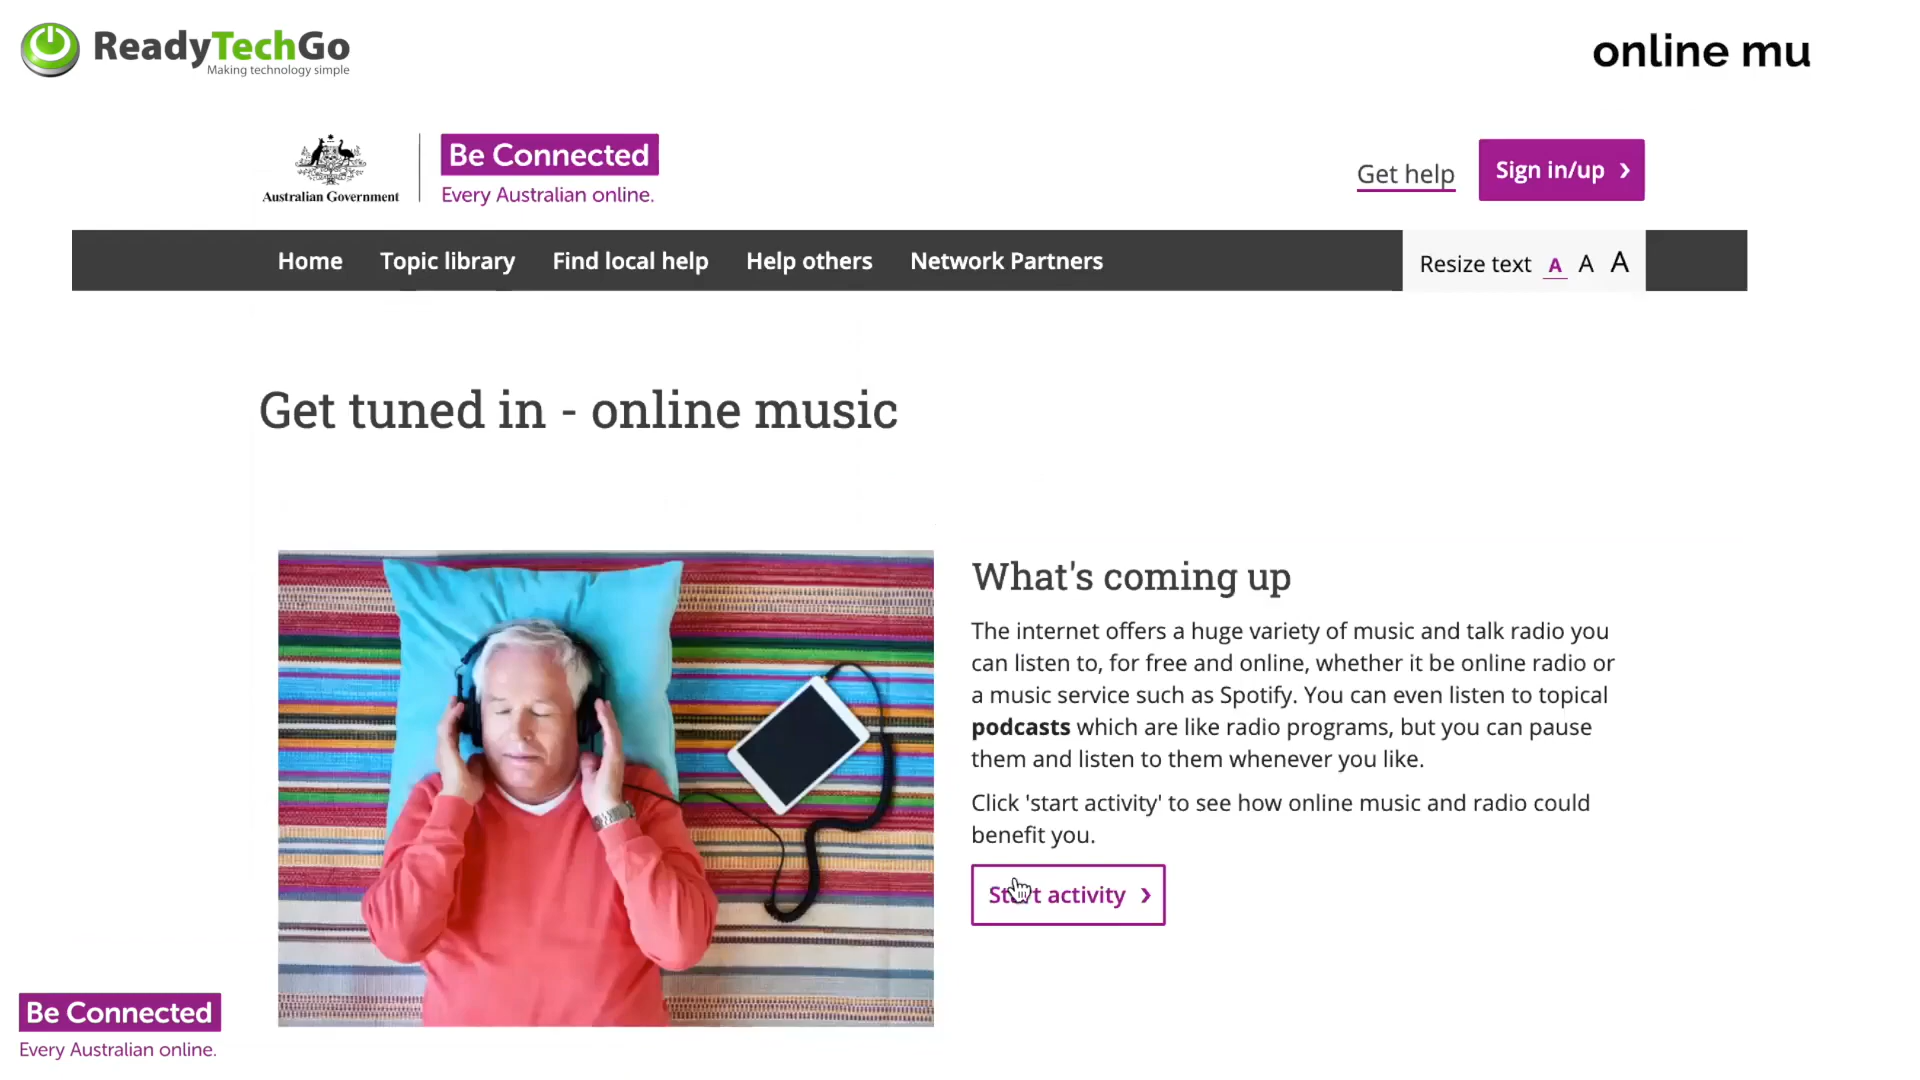 ReadyTechGo
Making technology simple
online mu
Australian Government
Be Connected
Every Australian online.
Get help
Sign in/up
Home
Topic library
Find local help
Help others
Network Partners
Resize text A A A
Get tuned in - online music
What's coming up
The internet offers a huge variety of music and talk radio you
can listen to, for free and online, whether it be online radio or
a music service such as Spotify. You can even listen to topical
podcasts which are like radio programs, but you can pause
them and listen to them whenever you like.
Click 'start activity' to see how online music and radio could
benefit you.
Start activity
Be Connected
Every Australian online.